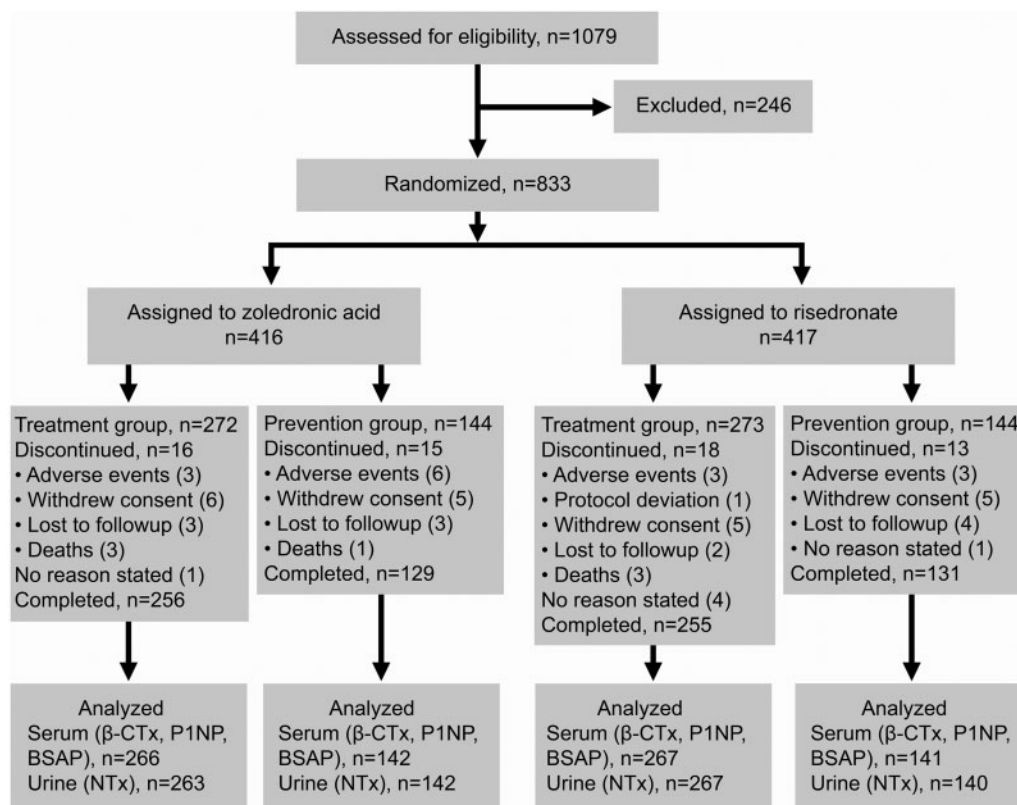 Assessed for eligibility, n=1079
Excluded, n=246
Randomized, n=833
Assigned to zoledronic acid
n=416
Assigned to risedronate
n=417
Treatment group, n=272
Discontinued, n=16
• Adverse events (3)
• Withdrew consent (6)
• Lost to followup (3)
• Deaths (3)
No reason stated (1)
Completed, n=256
Prevention group, n=144
Discontinued, n=15
• Adverse events (6)
• Withdrew consent (5)
• Lost to followup (3)
• Deaths (1)
Completed, n=129
Treatment group, n=273
Discontinued, n=18
• Adverse events (3)
• Protocol deviation (1)
Withdrew consent (5)
• Lost to followup (2)
• Deaths (3)
No reason stated (4)
Completed, n=255
Prevention group, n=144
Discontinued, n=13
• Adverse events (3)
• Withdrew consent (5)
• Lost to followup (4)
• No reason stated (1)
Completed, n=131
Analyzed
Serum (β-CTx, P1NP,
BSAP), n=266
Urine (NTx), n=263
Analyzed
Serum (β-CTx, P1NP,
BSAP), n=142
Urine (NTx), n=142
Analyzed
Serum (β-CTx, P1NP,
BSAP), n=267
Urine (NTx), n=267
Analyzed
Serum (β-CTx, P1NP,
BSAP), n=141
Urine (NTx), n=140